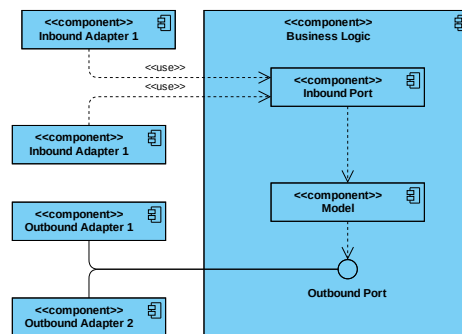 <<component>>
Inbound Adapter 1
<<component>>
Business Logic
<<use>>
<<component>>
Inbound Port
<<use>>
<<component>>
Inbound Adapter 1
<<component>>
Model
<<component>>
Outbound Adapter 1
Outbound Port
<<component>>
Outbound Adapter 2